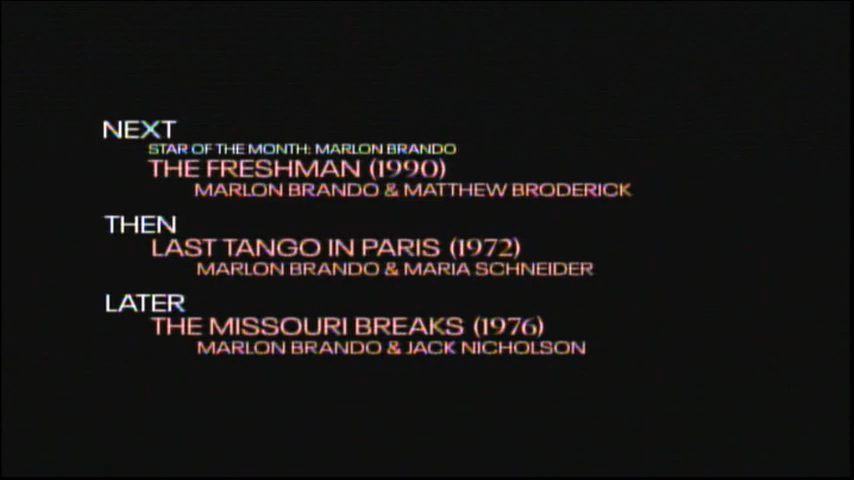 NEXT
STAR OF THE MONTH: MARLON BRANDO
THE FRESHMAN (1990)
MARLON BRANDO & MATTHEW BRODERICK
THEN
LAST TANGO IN PARIS (1972)
MARLON BRANDO & MARIA SCHNEIDER
LATER
THE MISSOURI BREAKS (1976)
MARLON BRANDO & JACK NICHOLSON